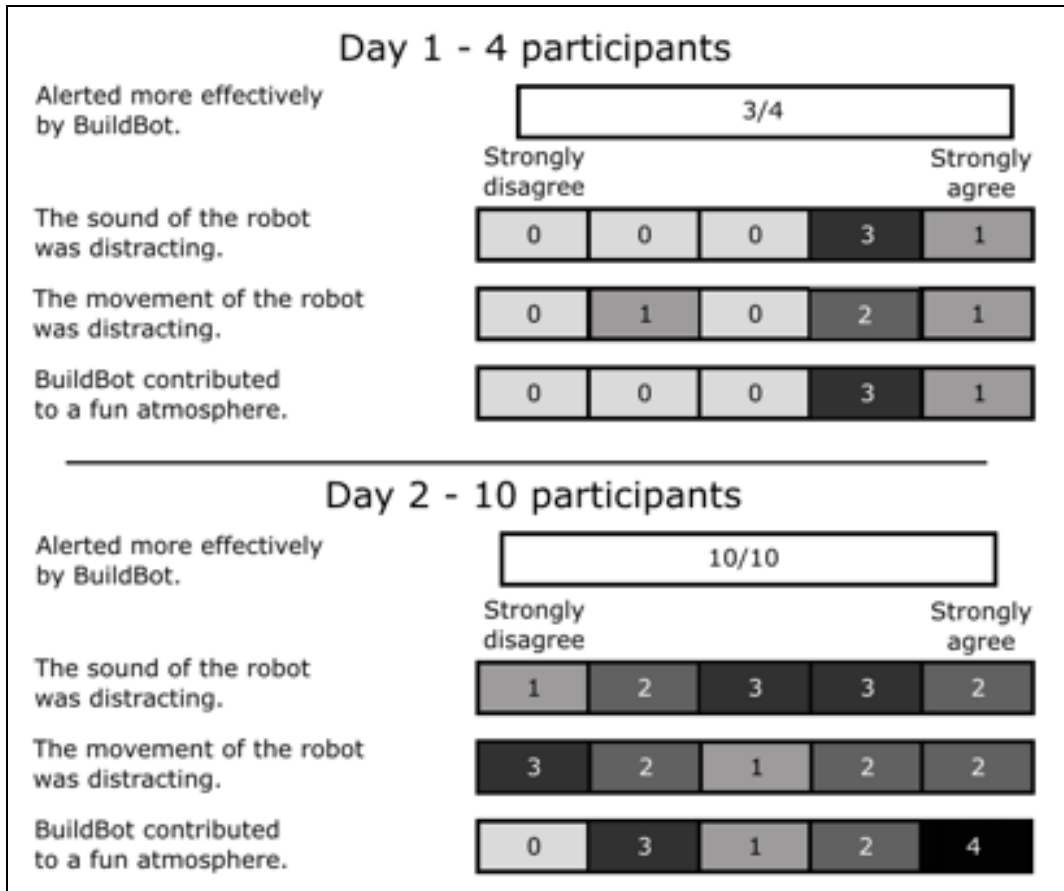 Day 1 - 4 participants
Alerted more effectively
by BuildBot.
3/4
Strongly
disagree
Strongly
agree
The sound of the robot
was distracting.
0 0 0 3 1
The movement of the robot
was distracting.
0 1 0 2 1
BuildBot contributed
to a fun atmosphere.
0 0 0 3 1
Day 2 - 10 participants
Alerted more effectively
by BuildBot.
10/10
Strongly
disagree
Strongly
agree
The sound of the robot
was distracting.
1 2 3 3 2
The movement of the robot
was distracting.
3 2 1 2 2
BuildBot contributed
to a fun atmosphere.
0 3 1 2 4